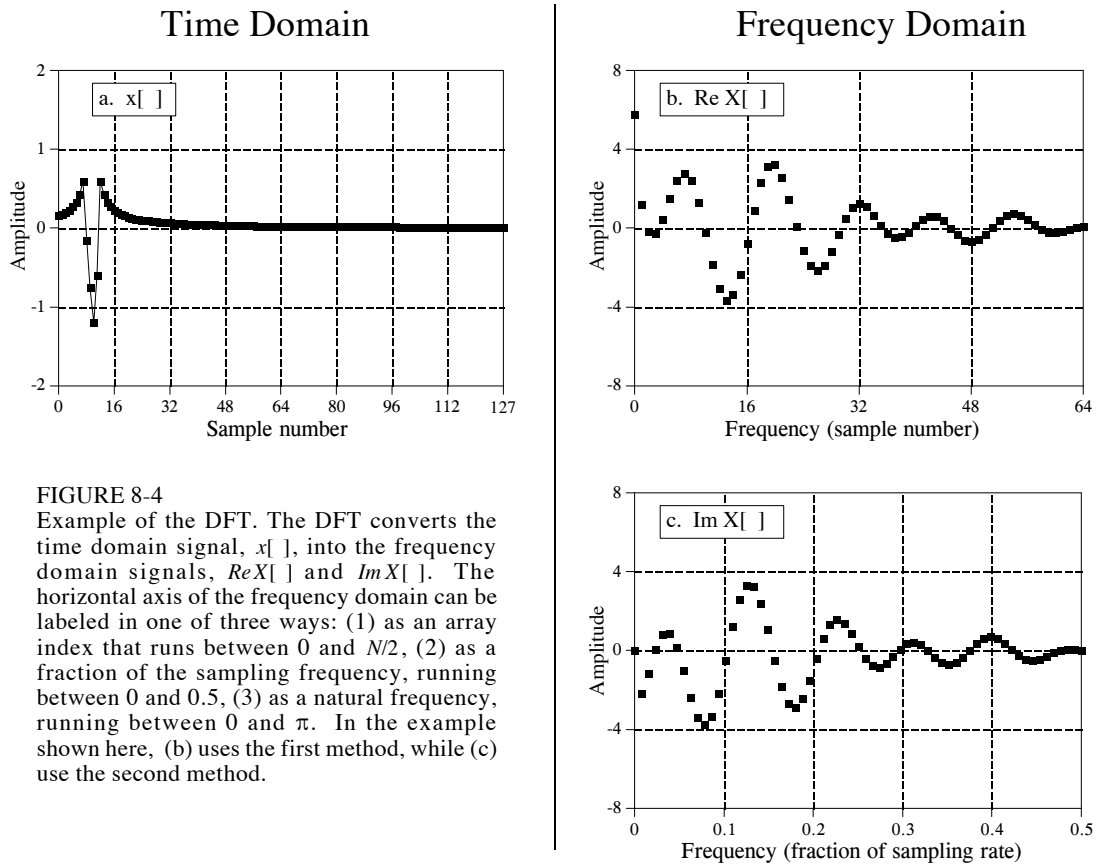 Time Domain
Frequency Domain
a. x[ ]
2
1
0
-1
-2
Amplitude
0 16 32 48 64 80 96 112 127
Sample number
b. Re X[ ]
8
4
0
-4
-8
Amplitude
0 16 32 48 64
Frequency (sample number)
FIGURE 8-4
Example of the DFT. The DFT converts the
time domain signal, x[ ], into the frequency
domain signals, ReX[ ] and ImX[ ]. The
horizontal axis of the frequency domain can be
labeled in one of three ways: (1) as an array
index that runs between 0 and N/2, (2) as a
fraction of the sampling frequency, running
between 0 and 0.5, (3) as a natural frequency,
running between 0 and π. In the example
shown here, (b) uses the first method, while (c)
use the second method.
c. Im X[ ]
8
4
0
-4
-8
Amplitude
0 0.1 0.2 0.3 0.4 0.5
Frequency (fraction of sampling rate)